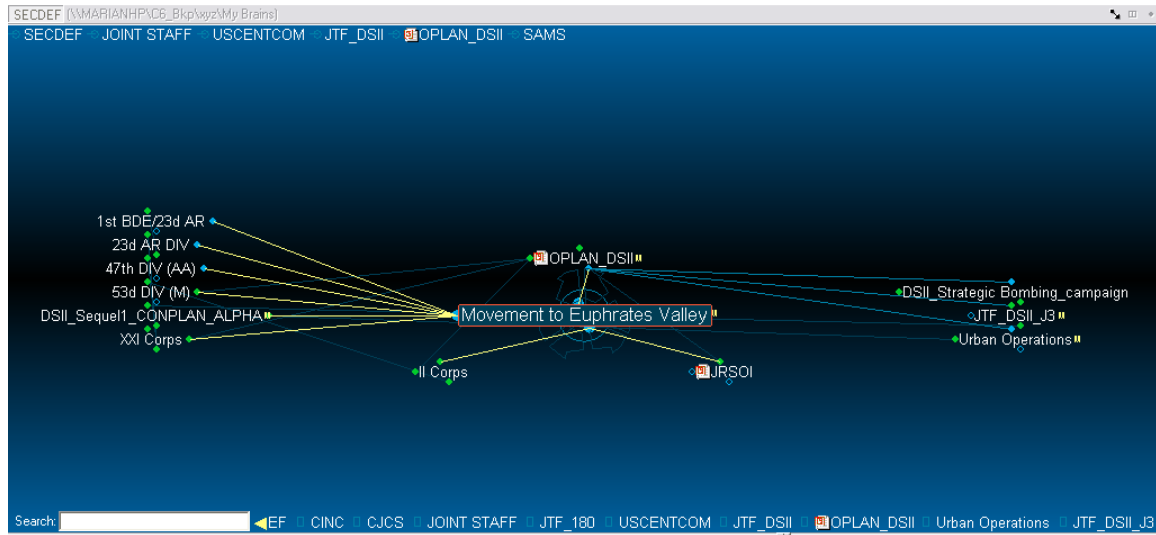 SECDEF (\\MARIANHP\C6_Bkp\xyz\My Brains)
SECDEF JOINT STAFF USCENTCOM JTF_DSII OPLAN_DSII SAMS
1st BDE/23d AR
23d AR DIV
47th DIV (AA)
53d DIV (M)
DSII_Sequel1_CONPLAN_ALPHA
XXI Corps
OPLAN_DSII
Movement to Euphrates Valley
II Corps
JRSOI
DSII_Strategic Bombing_campaign
JTF_DSII_J3
Urban Operations
Search: EF CINC CJCS JOINT STAFF JTF_180 USCENTCOM JTF_DSII OPLAN_DSII Urban Operations JTF_DSII_J3